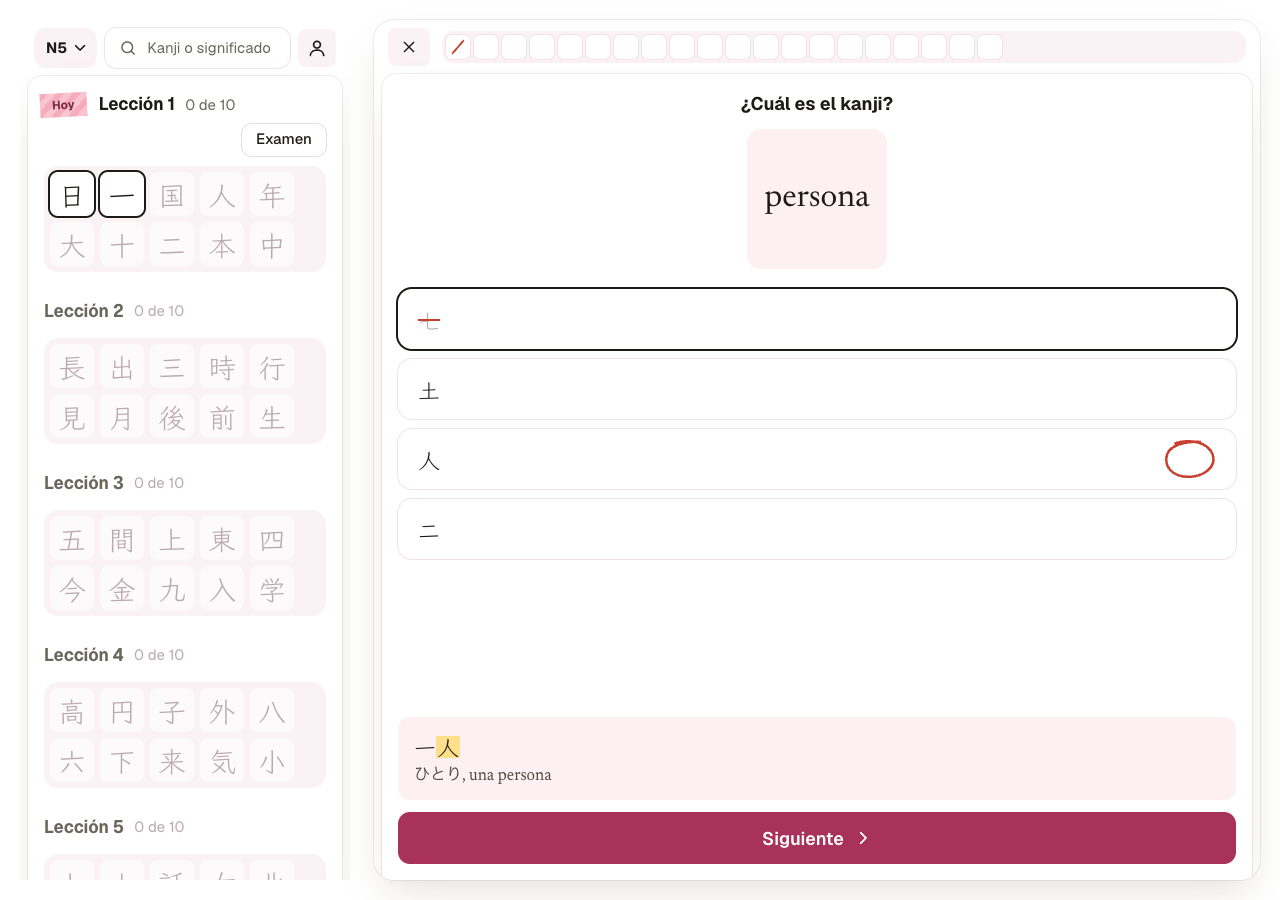 N5
Kanji o significado
Hoy
Lección 1 0 de 10
Examen
日 一 国 人 年
大 十 二 本 中
Lección 2 0 de 10
長 出 三 時 行
見 月 後 前 生
Lección 3 0 de 10
五 間 上 東 四
今 金 九 入 学
Lección 4 0 de 10
高 円 子 外 八
六 下 来 気 小
Lección 5 0 de 10
¿Cuál es el kanji?
persona
七
土
人
二
一人
ひとり, una persona
Siguiente